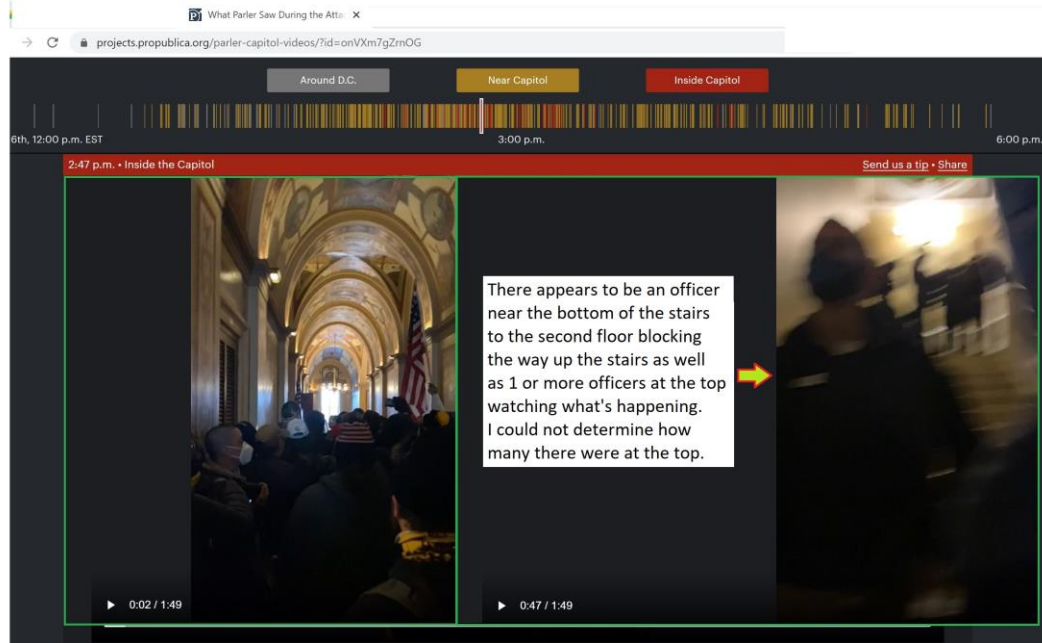 What Parler Saw During the Atta
projects.propublica.org/parler-capitol-videos/?id=onVXm7gZrnOG
Around D.C.
Near Capitol
Inside Capitol
6th, 12:00 p.m. EST
3:00 p.m.
6:00 p.m.
2:47 p.m. • Inside the Capitol
Send us a tip • Share
There appears to be an officer
near the bottom of the stairs
to the second floor blocking
the way up the stairs as well
as 1 or more officers at the top
watching what's happening.
I could not determine how
many there were at the top.
0:02 / 1:49
0:47 / 1:49